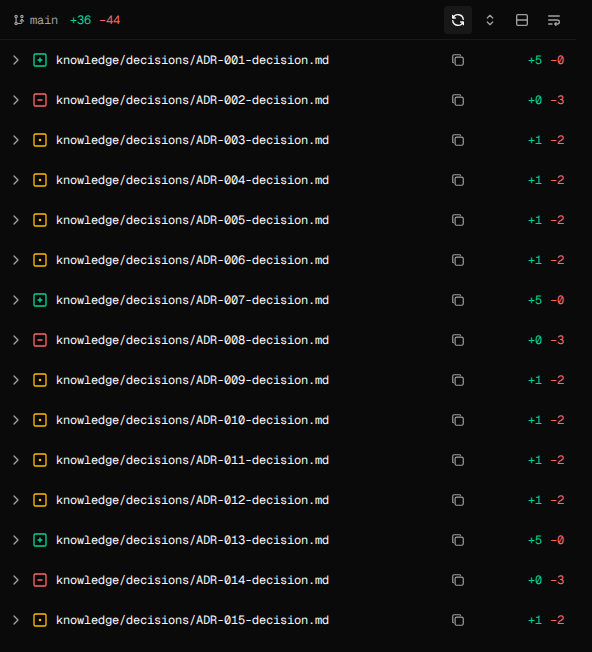 main +36 -44
knowledge/decisions/ADR-001-decision.md +5 -0
knowledge/decisions/ADR-002-decision.md +0 -3
knowledge/decisions/ADR-003-decision.md +1 -2
knowledge/decisions/ADR-004-decision.md +1 -2
knowledge/decisions/ADR-005-decision.md +1 -2
knowledge/decisions/ADR-006-decision.md +1 -2
knowledge/decisions/ADR-007-decision.md +5 -0
knowledge/decisions/ADR-008-decision.md +0 -3
knowledge/decisions/ADR-009-decision.md +1 -2
knowledge/decisions/ADR-010-decision.md +1 -2
knowledge/decisions/ADR-011-decision.md +1 -2
knowledge/decisions/ADR-012-decision.md +1 -2
knowledge/decisions/ADR-013-decision.md +5 -0
knowledge/decisions/ADR-014-decision.md +0 -3
knowledge/decisions/ADR-015-decision.md +1 -2